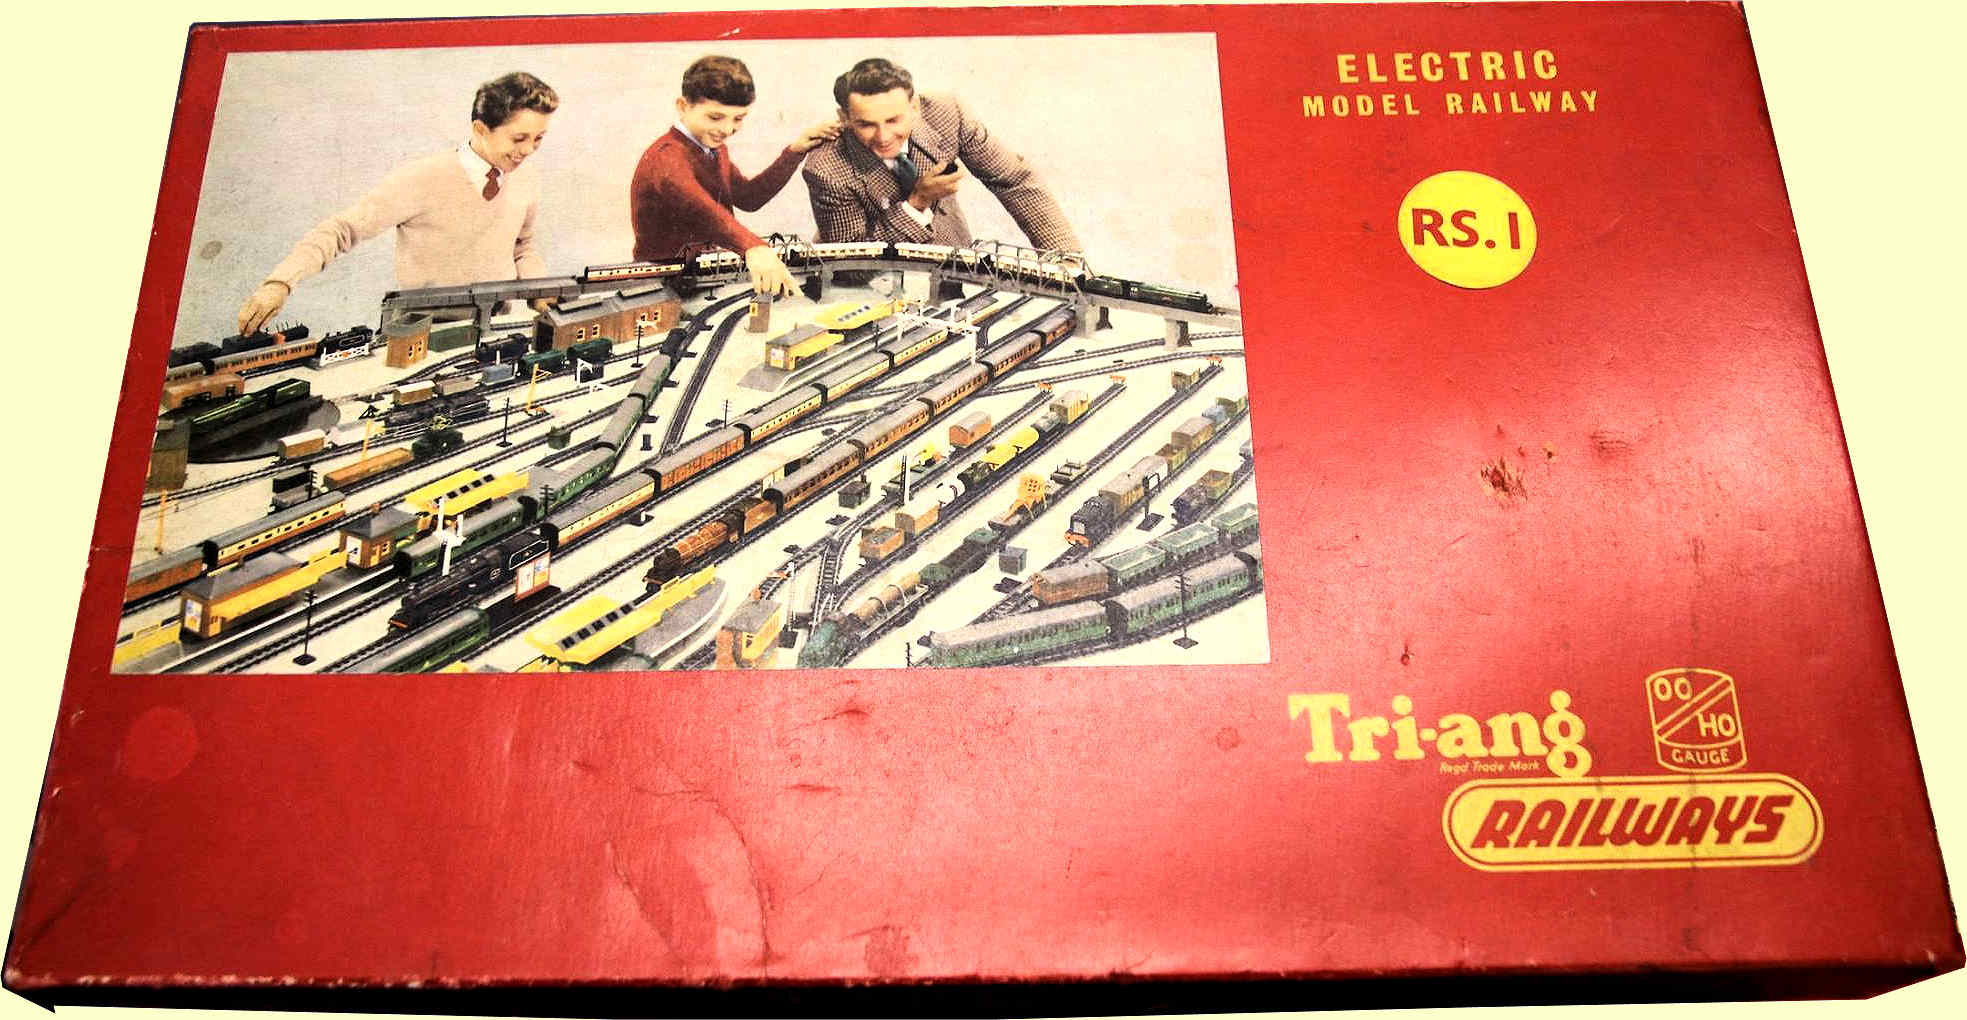 ELECTRIC
MODEL RAILWAY
RS.1
Tri-ang
Regd Trade Mark
OO
HO
GAUGE
RAILWAYS